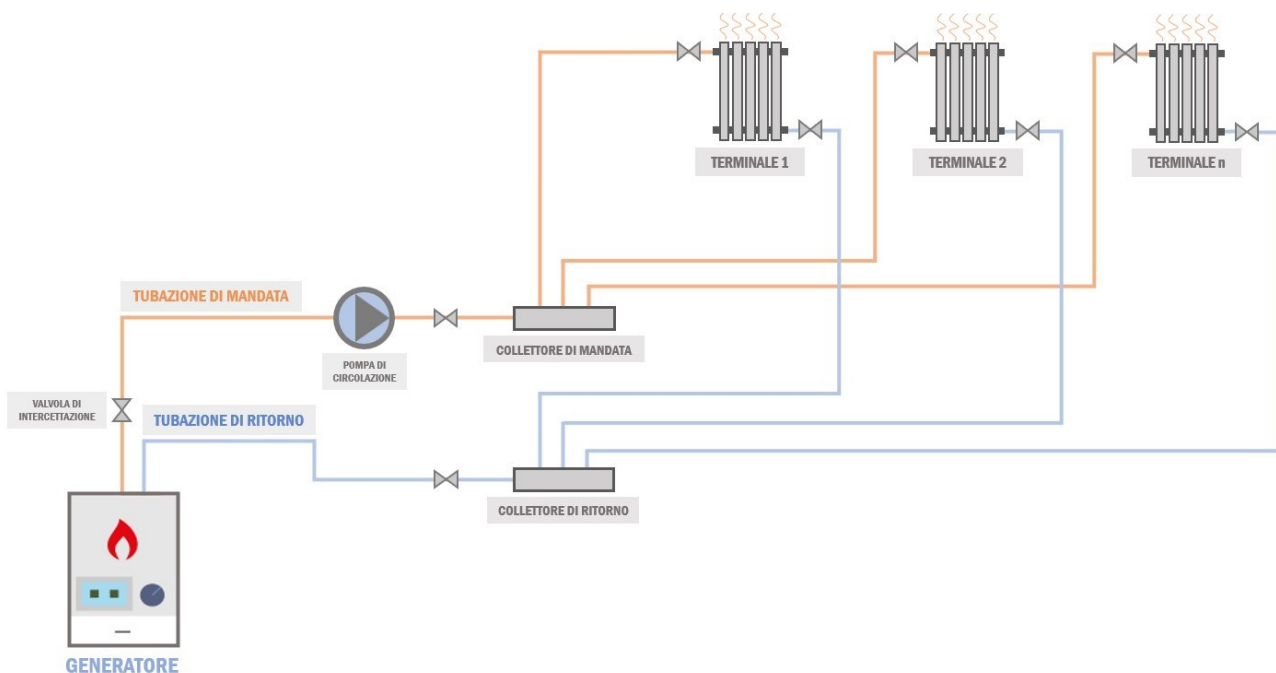 TERMINALE 1
TERMINALE 2
TERMINALE n
TUBAZIONE DI MANDATA
POMPA DI
CIRCOLAZIONE
COLLETTORE DI MANDATA
VALVOLA DI
INTERCETTAZIONE
TUBAZIONE DI RITORNO
COLLETTORE DI RITORNO
GENERATORE